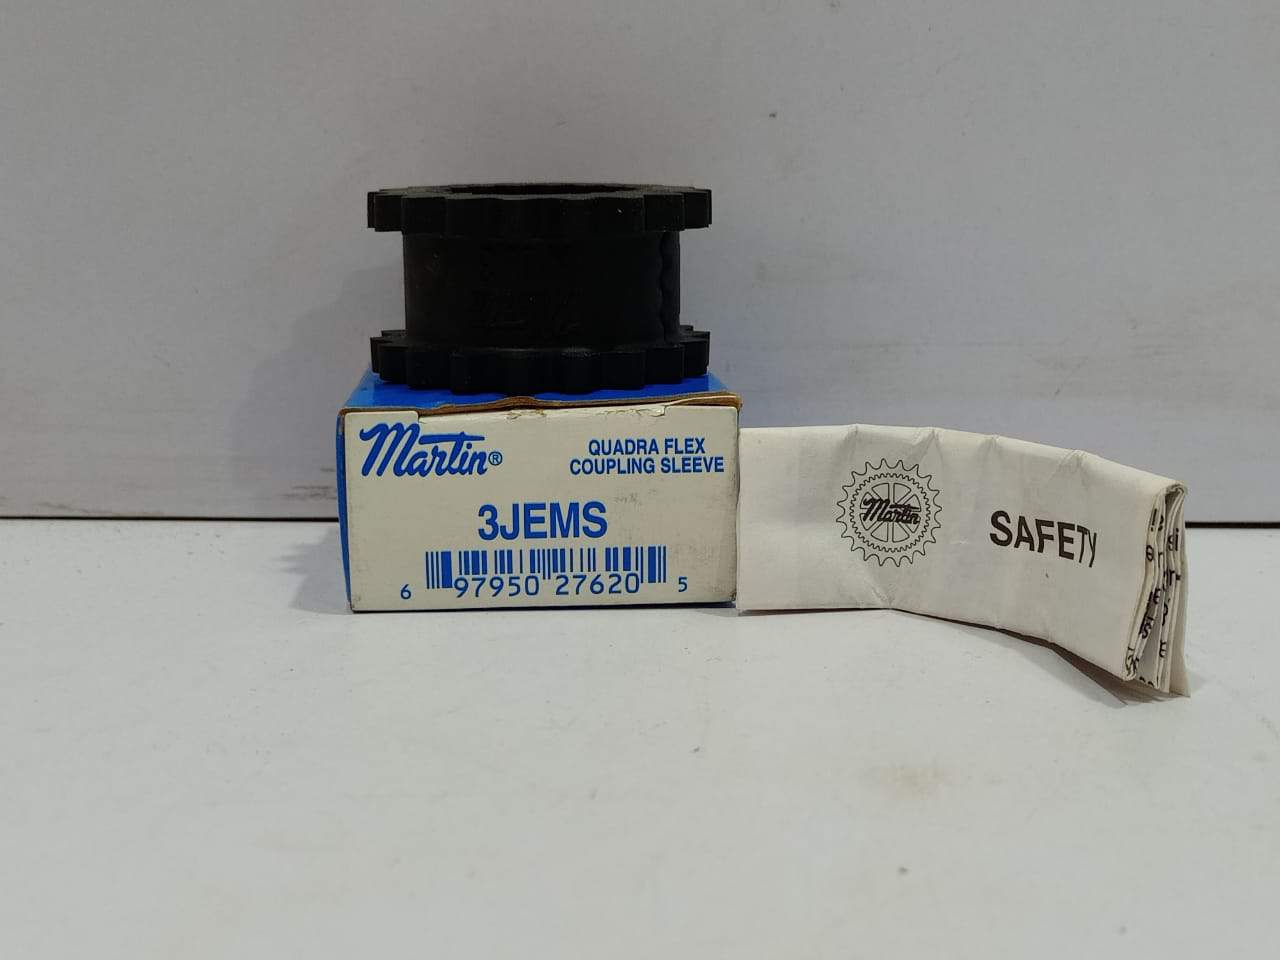 Martin®
QUADRA FLEX
COUPLING SLEEVE
3JEMS
6 97950 27620 5
Martin
SAFETY